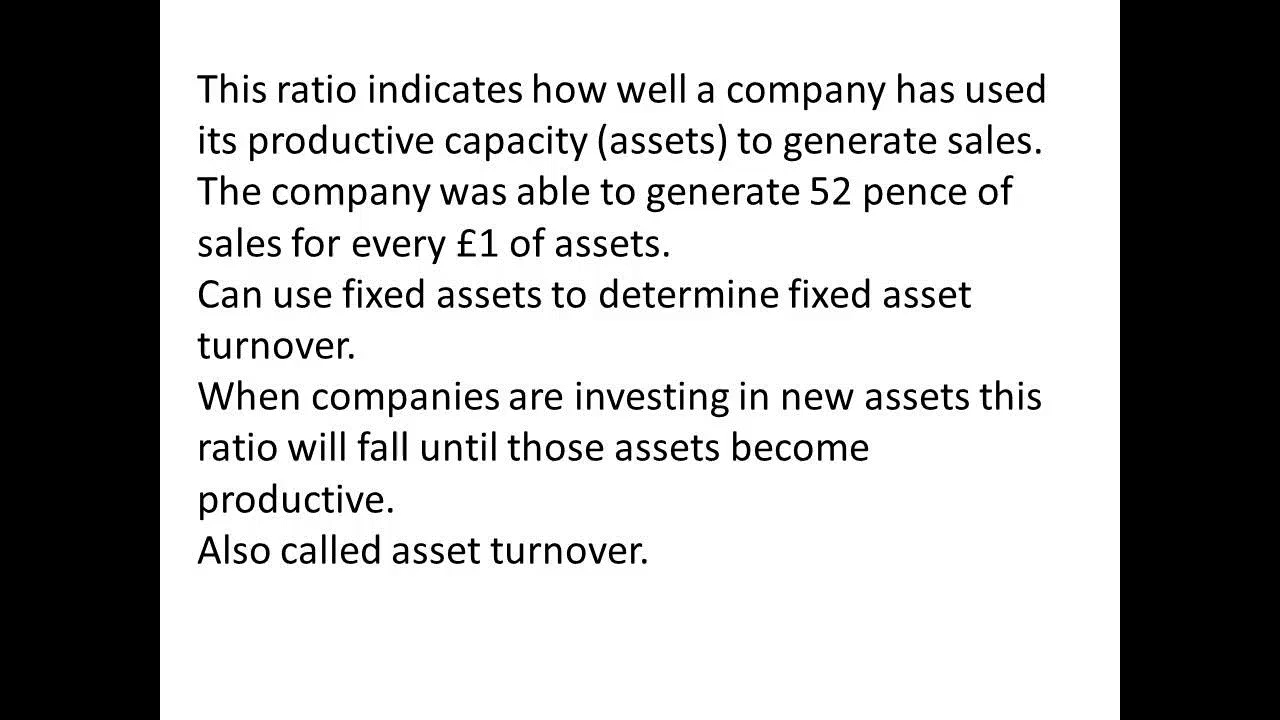 This ratio indicates how well a company has used
its productive capacity (assets) to generate sales.
The company was able to generate 52 pence of
sales for every £1 of assets.
Can use fixed assets to determine fixed asset
turnover.
When companies are investing in new assets this
ratio will fall until those assets become
productive.
Also called asset turnover.